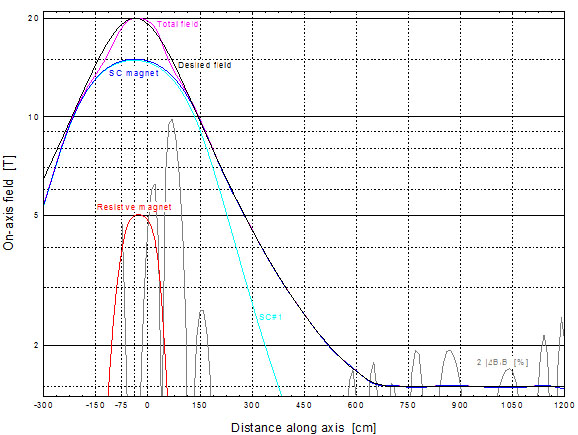 On-axis field [T]
20
10
5
2
Total field
Desired field
SC magnet
Resistive magnet
SC#1
2 |ΔB/B| [%]
-300
-150
-75
0
150
300
450
600
750
900
1050
1200
Distance along axis [cm]